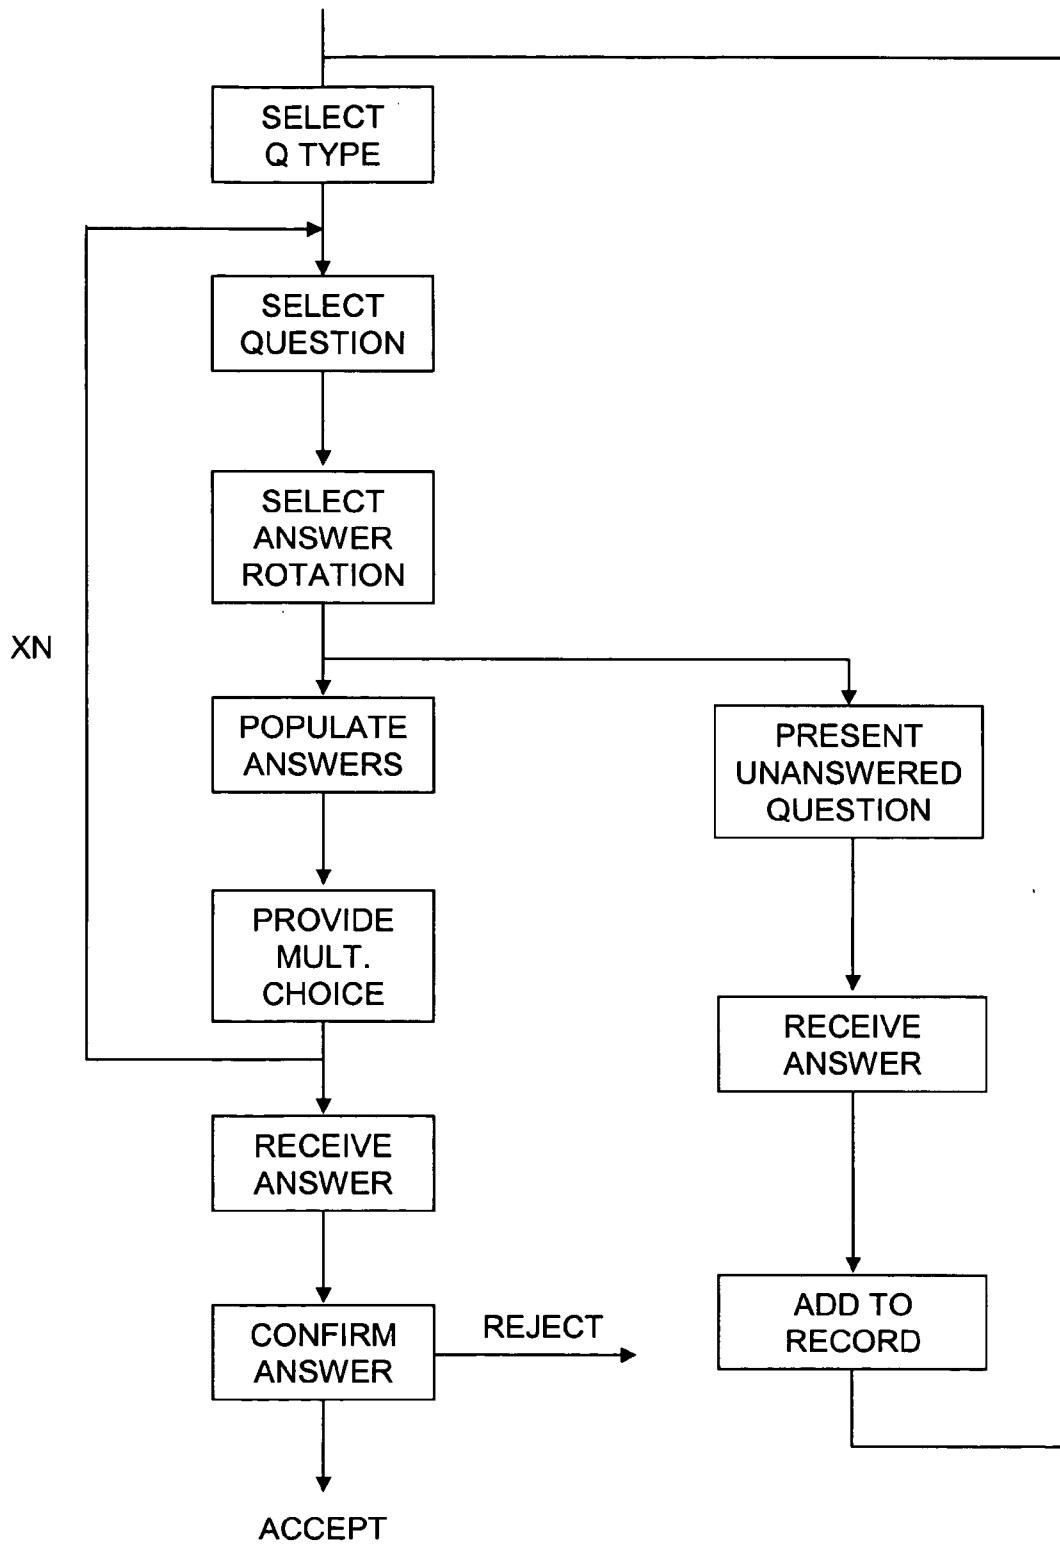 SELECT
Q TYPE
SELECT
QUESTION
SELECT
ANSWER
ROTATION
XN
POPULATE
ANSWERS
PRESENT
UNANSWERED
QUESTION
PROVIDE
MULT.
CHOICE
RECEIVE
ANSWER
RECEIVE
ANSWER
CONFIRM
ANSWER
REJECT
ADD TO
RECORD
ACCEPT